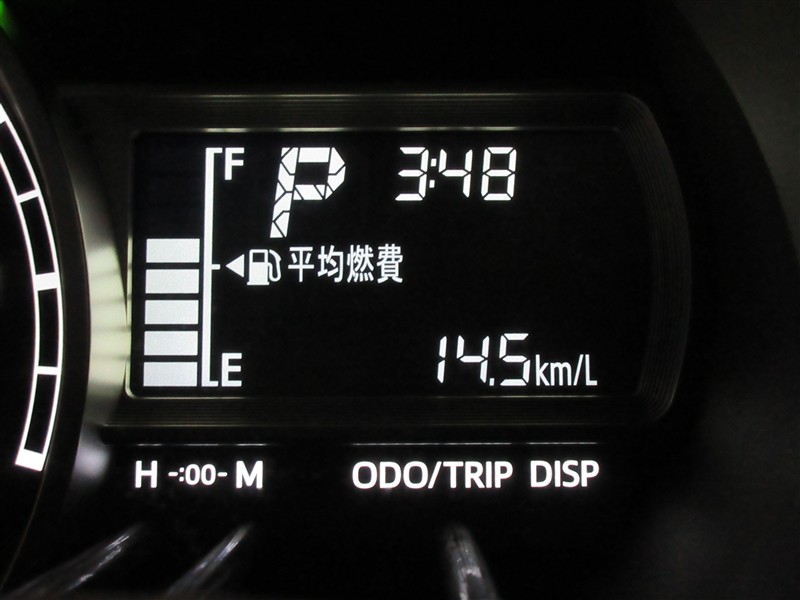 F P 3:48
平均燃費
E 14.5km/L
H -:00- M ODO/TRIP DISP